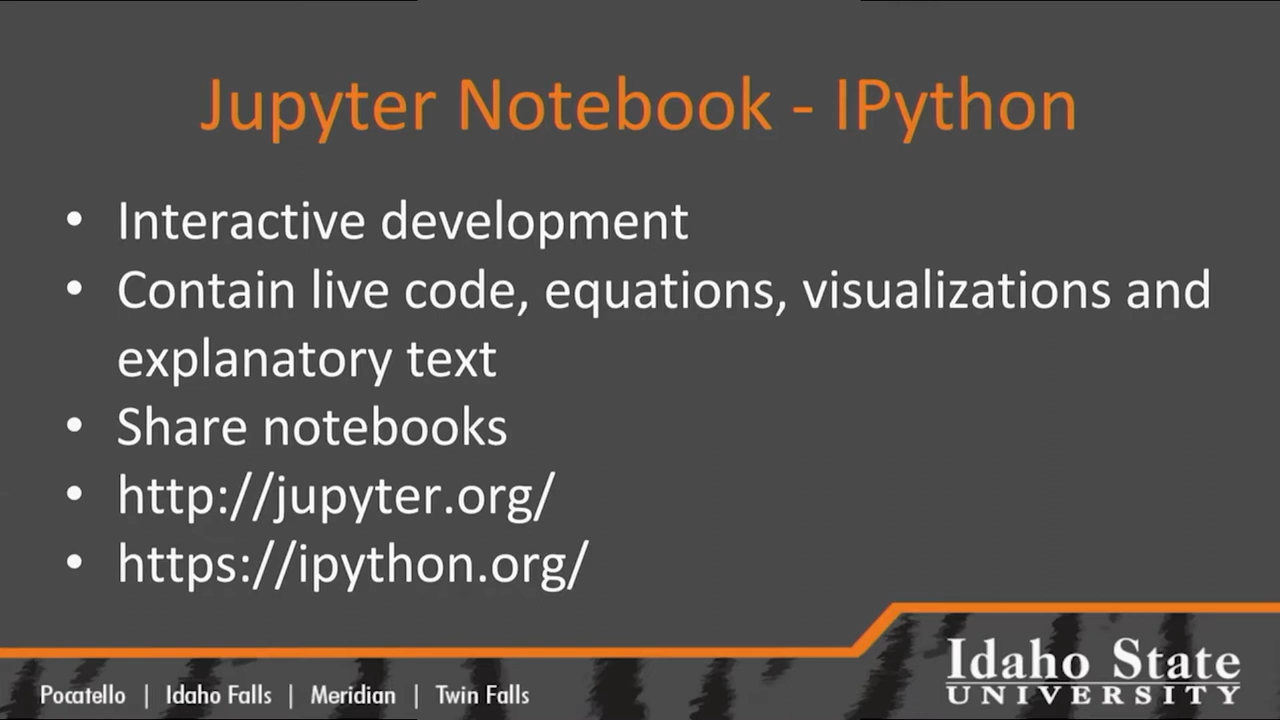 Jupyter Notebook - IPython
• Interactive development
• Contain live code, equations, visualizations and
explanatory text
• Share notebooks
• http://jupyter.org/
• https://ipython.org/
Pocatello | Idaho Falls | Meridian | Twin Falls
Idaho State
UNIVERSITY